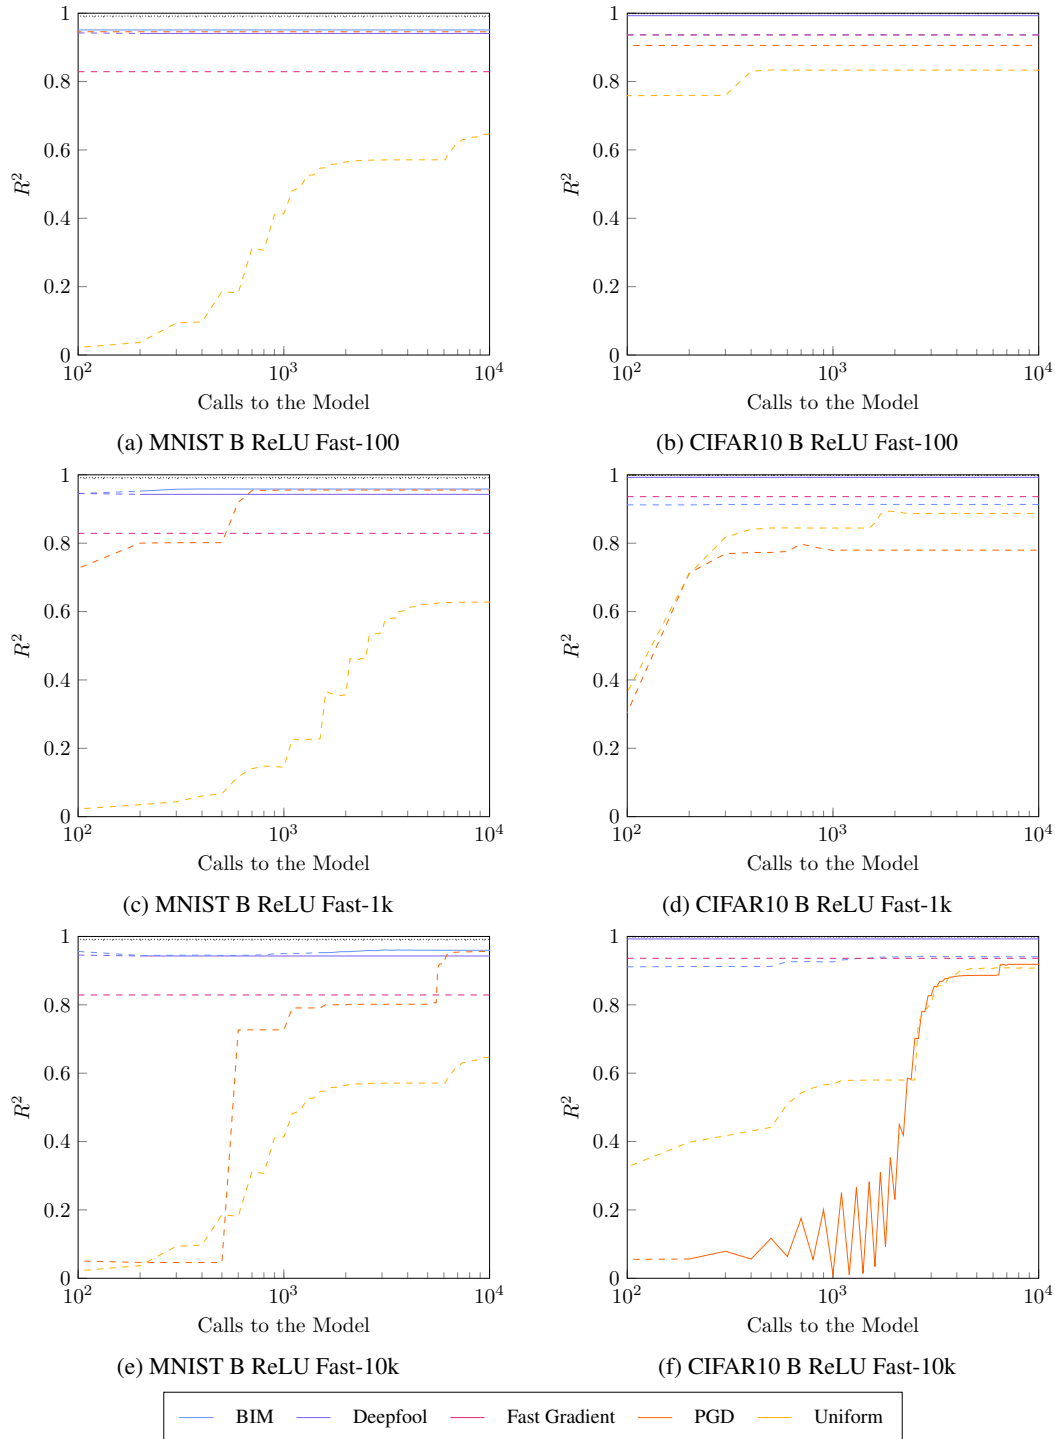 1
0.8
0.6
0.4
0.2
0
R²
10² 10³ 10⁴
Calls to the Model
(a) MNIST B ReLU Fast-100
1
0.8
0.6
0.4
0.2
0
R²
10² 10³ 10⁴
Calls to the Model
(b) CIFAR10 B ReLU Fast-100
1
0.8
0.6
0.4
0.2
0
R²
10² 10³ 10⁴
Calls to the Model
(c) MNIST B ReLU Fast-1k
1
0.8
0.6
0.4
0.2
0
R²
10² 10³ 10⁴
Calls to the Model
(d) CIFAR10 B ReLU Fast-1k
1
0.8
0.6
0.4
0.2
0
R²
10² 10³ 10⁴
Calls to the Model
(e) MNIST B ReLU Fast-10k
1
0.8
0.6
0.4
0.2
0
R²
10² 10³ 10⁴
Calls to the Model
(f) CIFAR10 B ReLU Fast-10k
BIM Deepfool Fast Gradient PGD Uniform